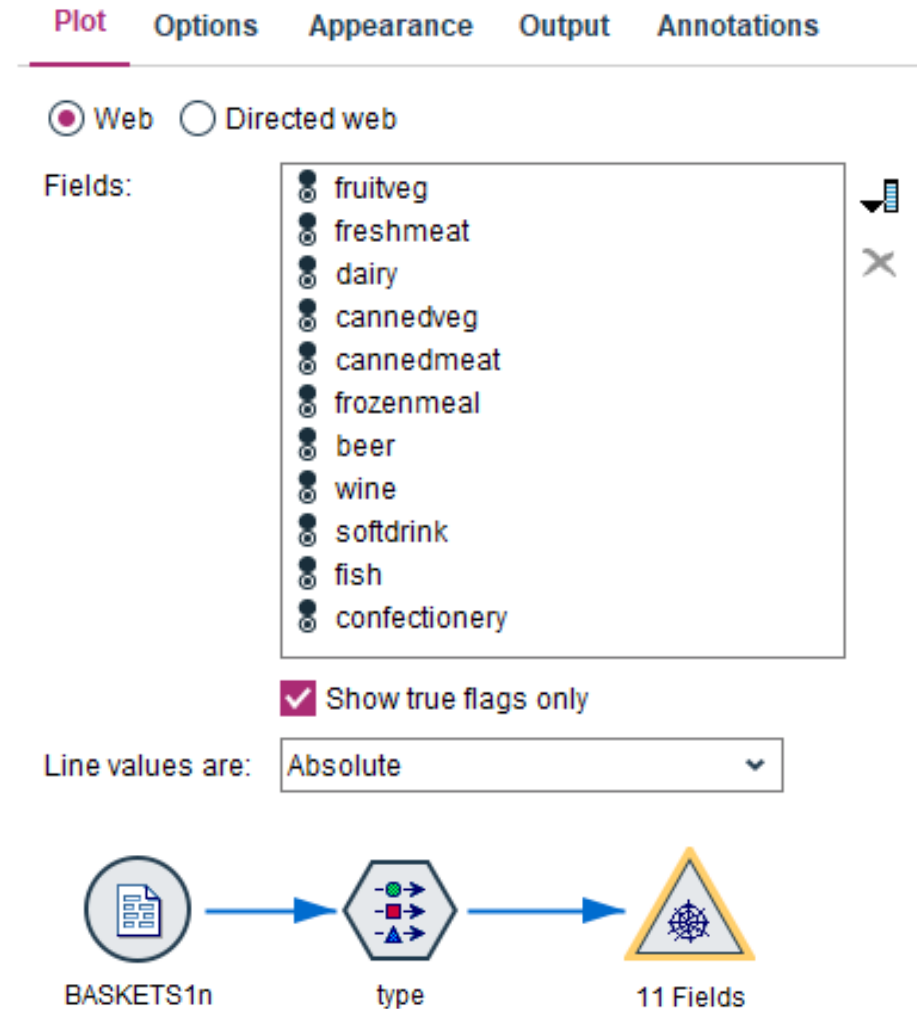 Plot Options Appearance Output Annotations
Web Directed web
Fields:
fruitveg
freshmeat
dairy
cannedveg
cannedmeat
frozenmeal
beer
wine
softdrink
fish
confectionery
Show true flags only
Line values are: Absolute
BASKETS1n type 11 Fields